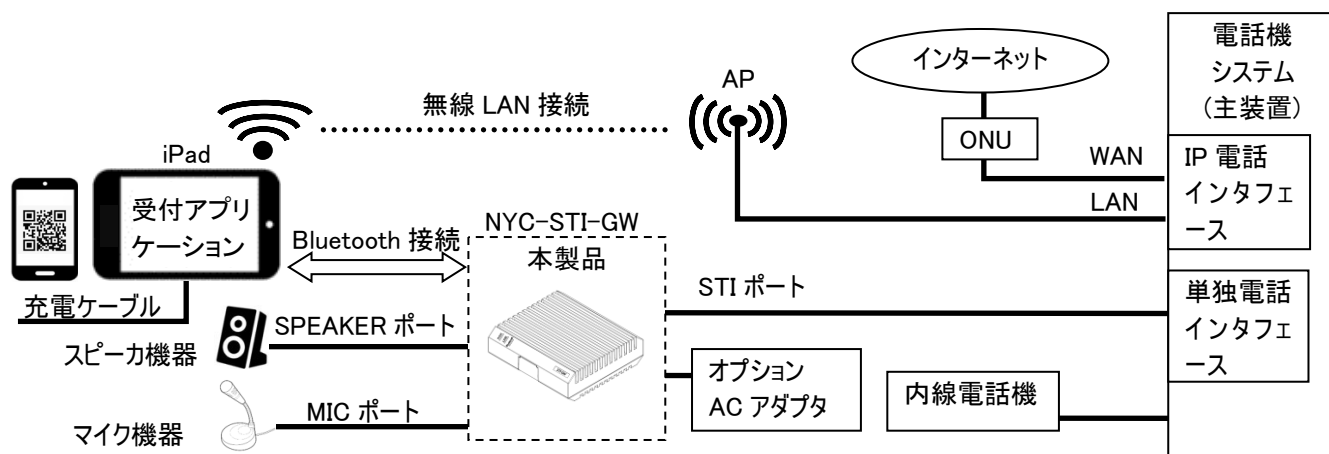 インターネット
電話機
システム
(主装置)
AP
無線 LAN 接続
ONU
WAN
LAN
IP 電話
インタフェ
ース
iPad
受付アプリ
ケーション
NYC-STI-GW
本製品
Bluetooth 接続
STI ポート
単独電話
インタフェ
ース
充電ケーブル
SPEAKER ポート
スピーカ機器
オプション
AC アダプタ
内線電話機
MIC ポート
マイク機器